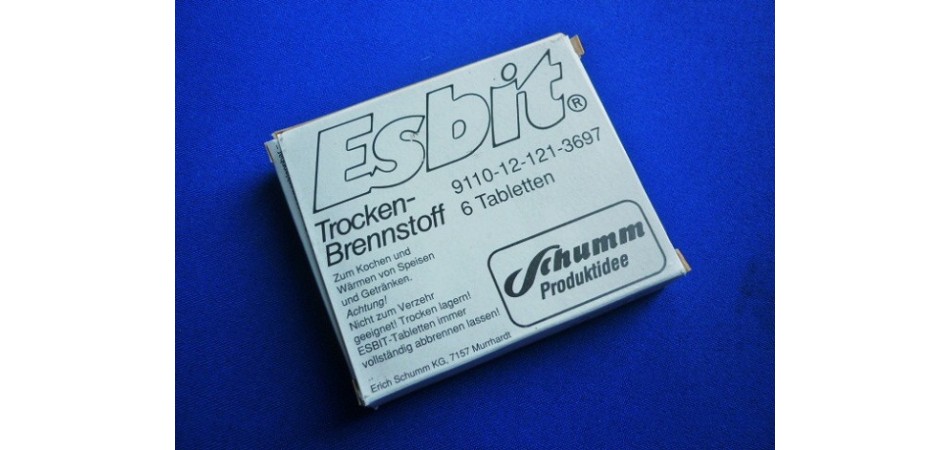 Esbit®
Trocken-
Brennstoff
9110-12-121-3697
6 Tabletten
Zum Kochen und
Wärmen von Speisen
und Getränken.
Achtung!
Nicht zum Verzehr
geeignet! Trocken lagern!
ESBIT-Tabletten immer
vollständig abbrennen lassen!
Erich Schumm KG, 7157 Murrhardt
Schumm
Produktidee